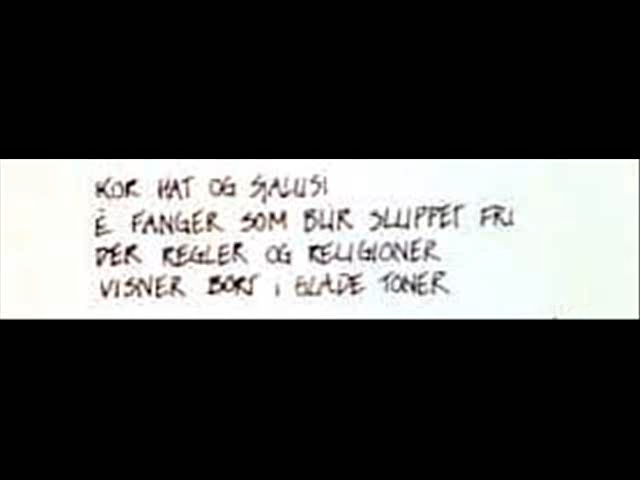 KOR HAT OG SJALUSI
E FANGER SOM BLIR SLUPPET FRI
DER REGLER OG RELIGIONER
VISNER BORT I GLADE TONER